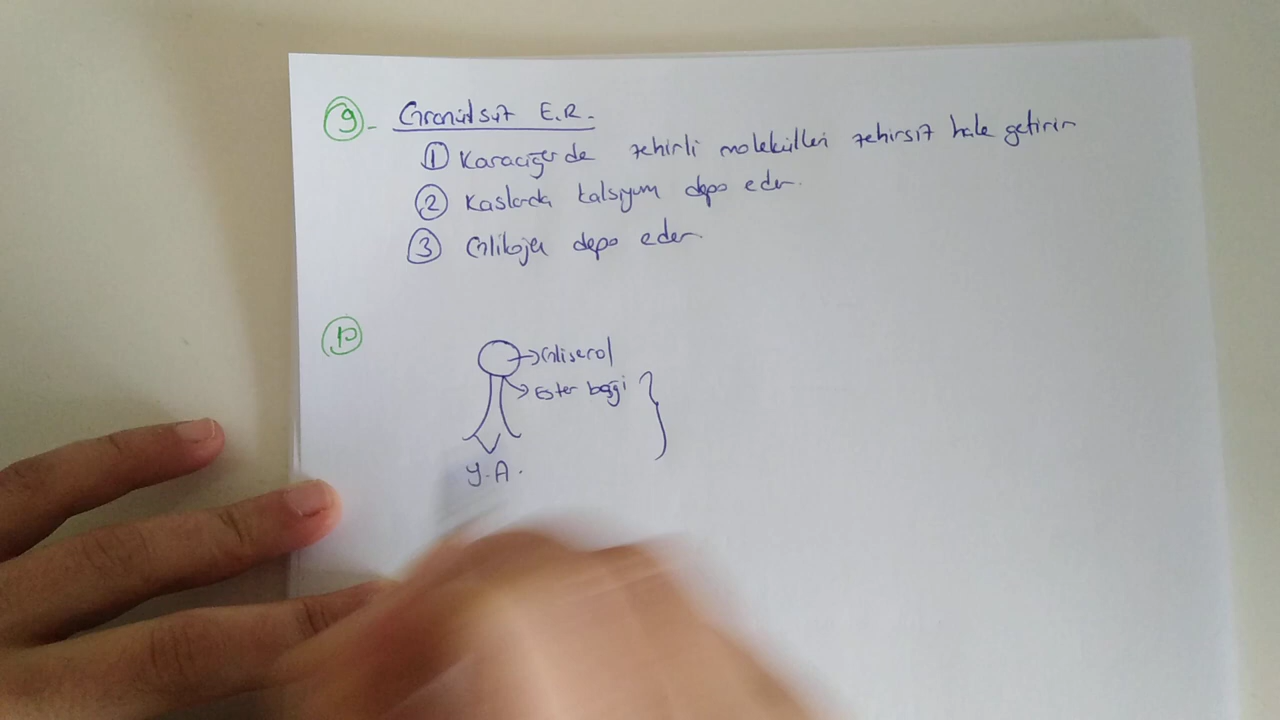 9- Granülsüz E.R.
1 Karaciğerde zehirli molekülleri zehirsiz hale getirir
2 Kaslarda kalsiyum depo eder.
3 Glikojen depo eder.
10
Gliserol
Ester bağı
Y.A.